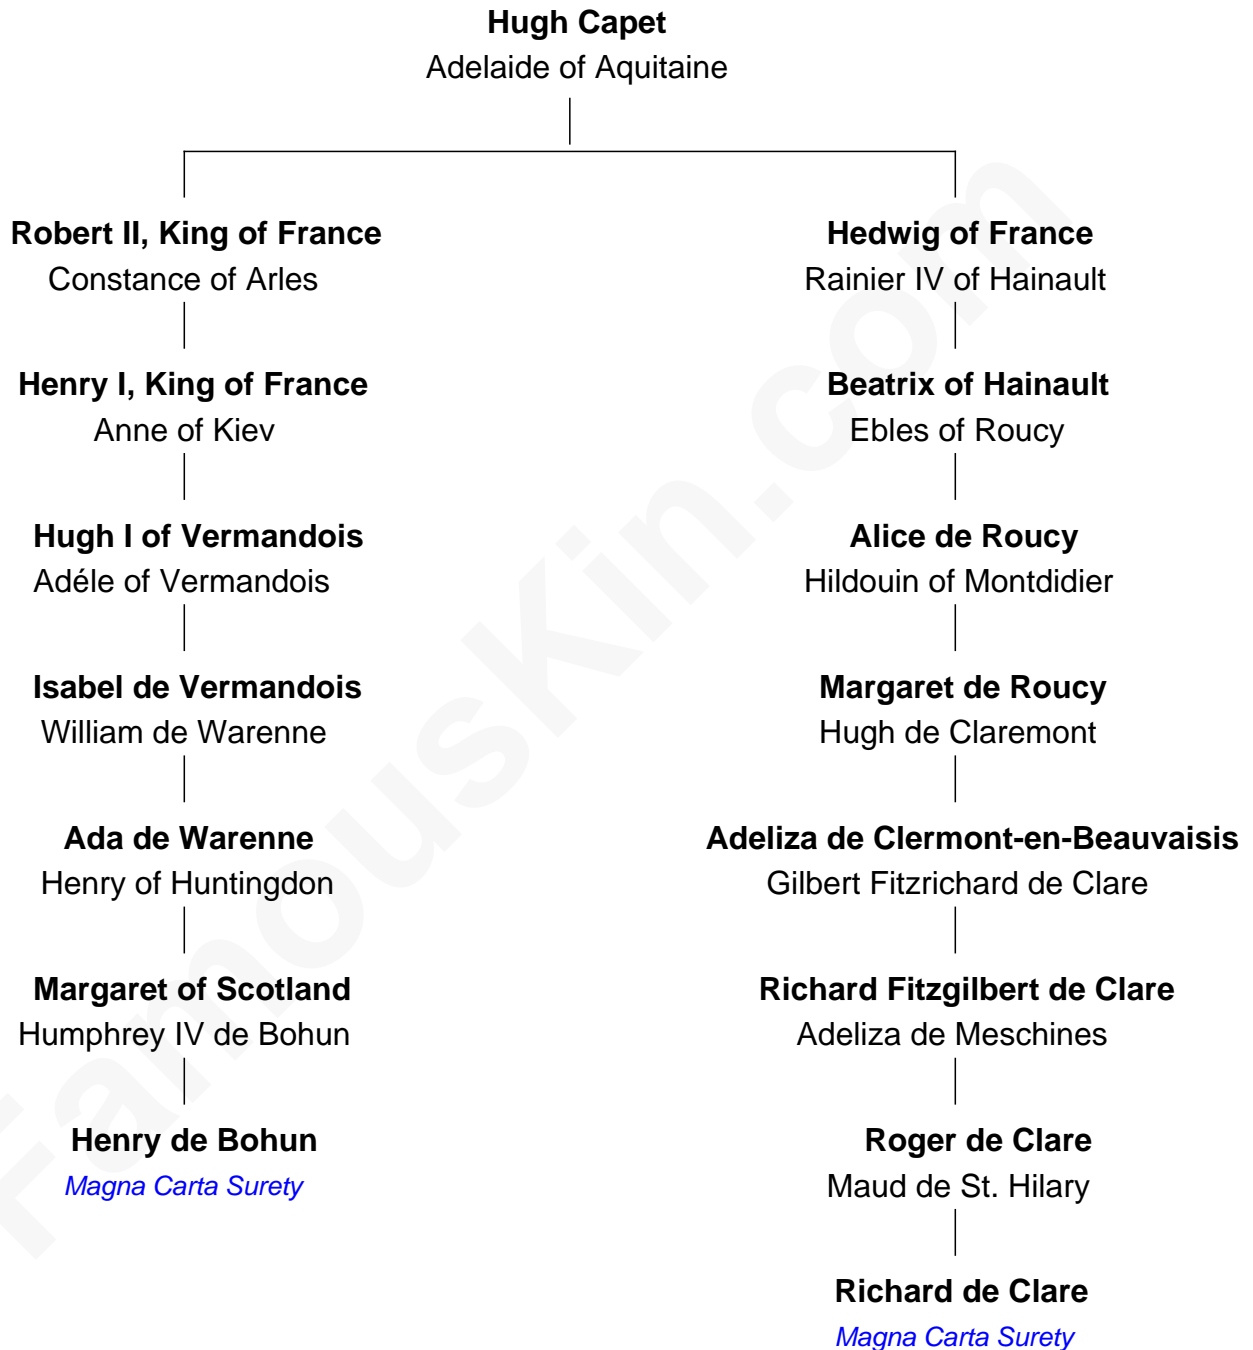 Hugh Capet
Adelaide of Aquitaine
Robert II, King of France
Constance of Arles
Henry I, King of France
Anne of Kiev
Hugh I of Vermandois
Adéle of Vermandois
Isabel de Vermandois
William de Warenne
Ada de Warenne
Henry of Huntingdon
Margaret of Scotland
Humphrey IV de Bohun
Henry de Bohun
Magna Carta Surety
Hedwig of France
Rainier IV of Hainault
Beatrix of Hainault
Ebles of Roucy
Alice de Roucy
Hildouin of Montdidier
Margaret de Roucy
Hugh de Claremont
Adeliza de Clermont-en-Beauvaisis
Gilbert Fitzrichard de Clare
Richard Fitzgilbert de Clare
Adeliza de Meschines
Roger de Clare
Maud de St. Hilary
Richard de Clare
Magna Carta Surety
FamousKin.com